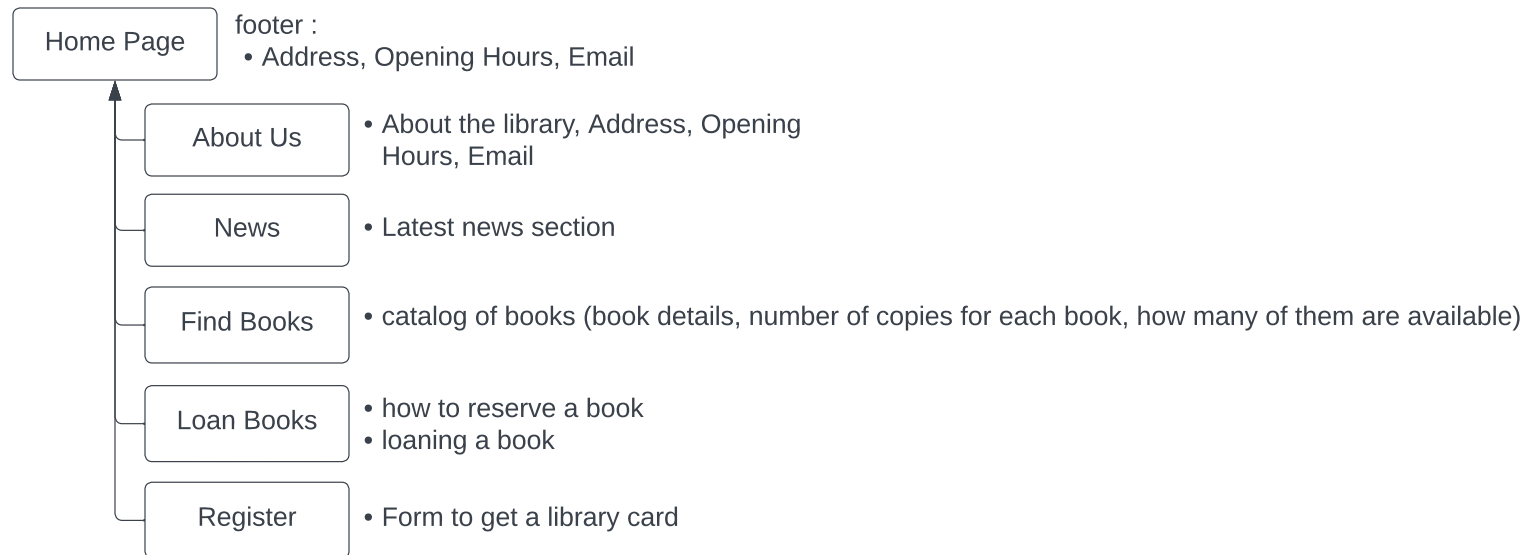 Home Page
footer :
• Address, Opening Hours, Email
About Us
• About the library, Address, Opening
Hours, Email
News
• Latest news section
Find Books
• catalog of books (book details, number of copies for each book, how many of them are available)
Loan Books
• how to reserve a book
• loaning a book
Register
• Form to get a library card